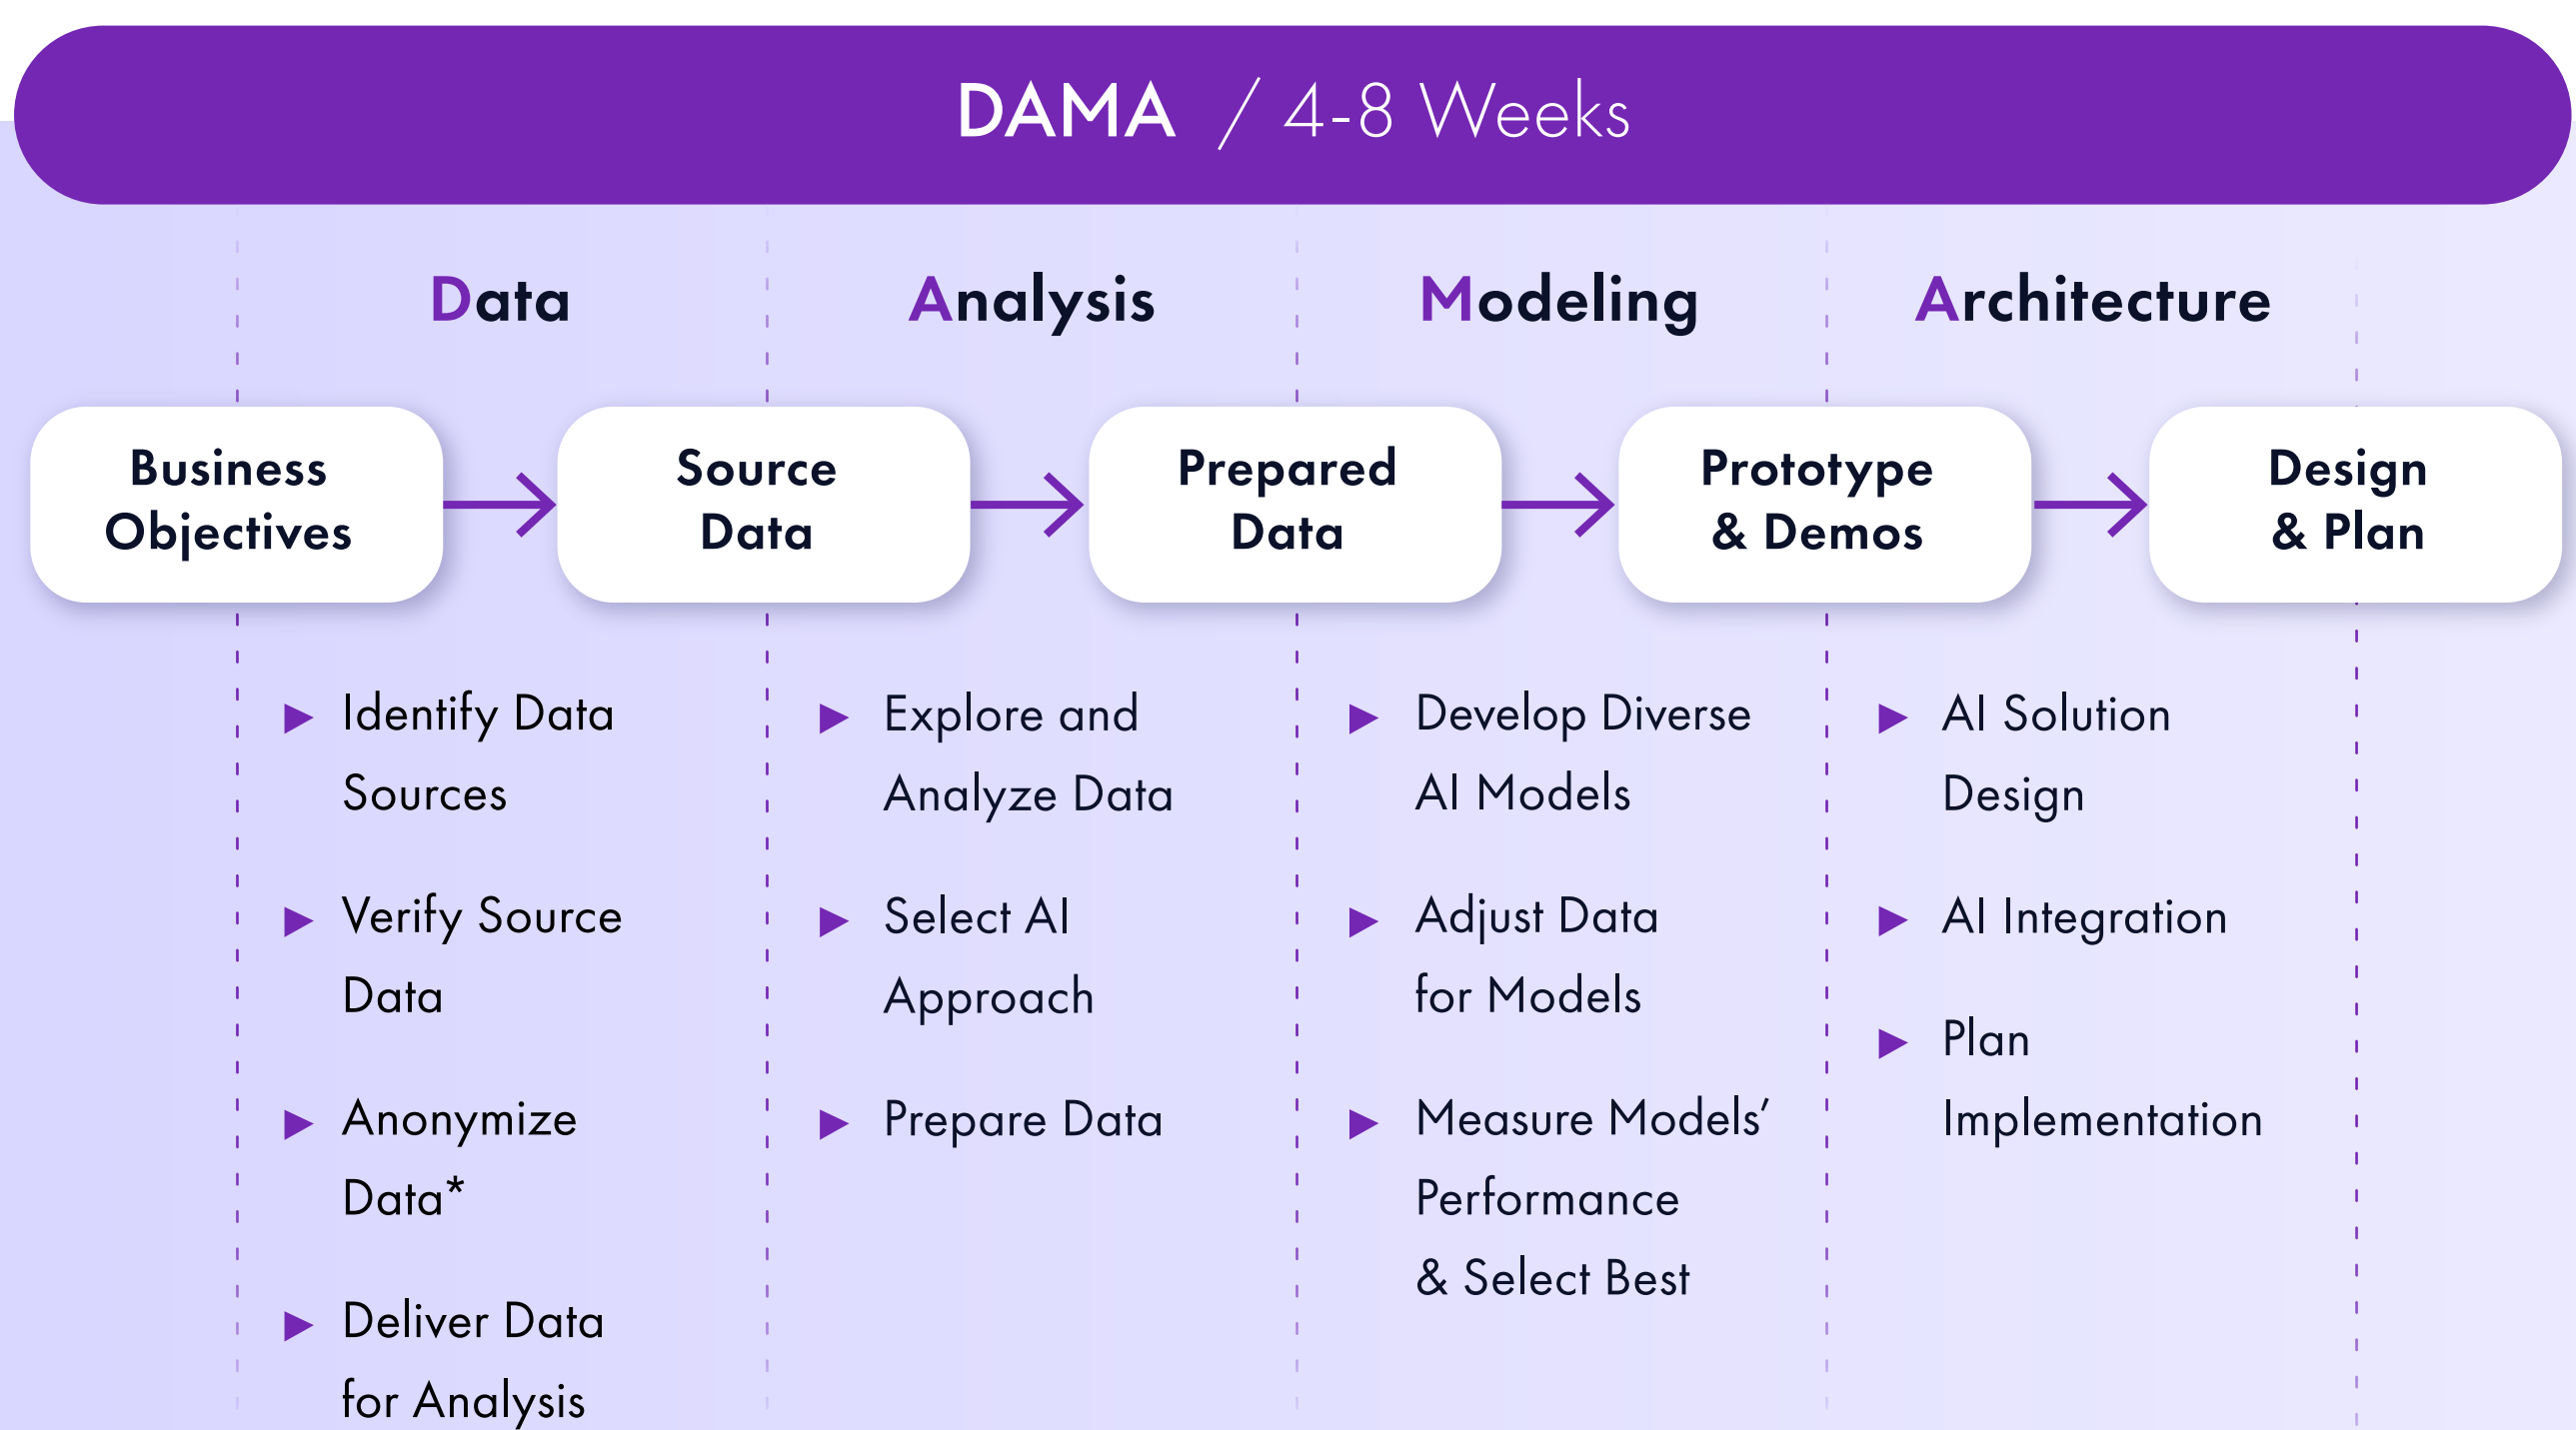 DAMA / 4-8 Weeks
Data
Analysis
Modeling
Architecture
Business
Objectives
Source
Data
Prepared
Data
Prototype
& Demos
Design
& Plan
Identify Data
Sources
Verify Source
Data
Anonymize
Data*
Deliver Data
for Analysis
Explore and
Analyze Data
Select AI
Approach
Prepare Data
Develop Diverse
AI Models
Adjust Data
for Models
Measure Models’
Performance
& Select Best
AI Solution
Design
AI Integration
Plan
Implementation